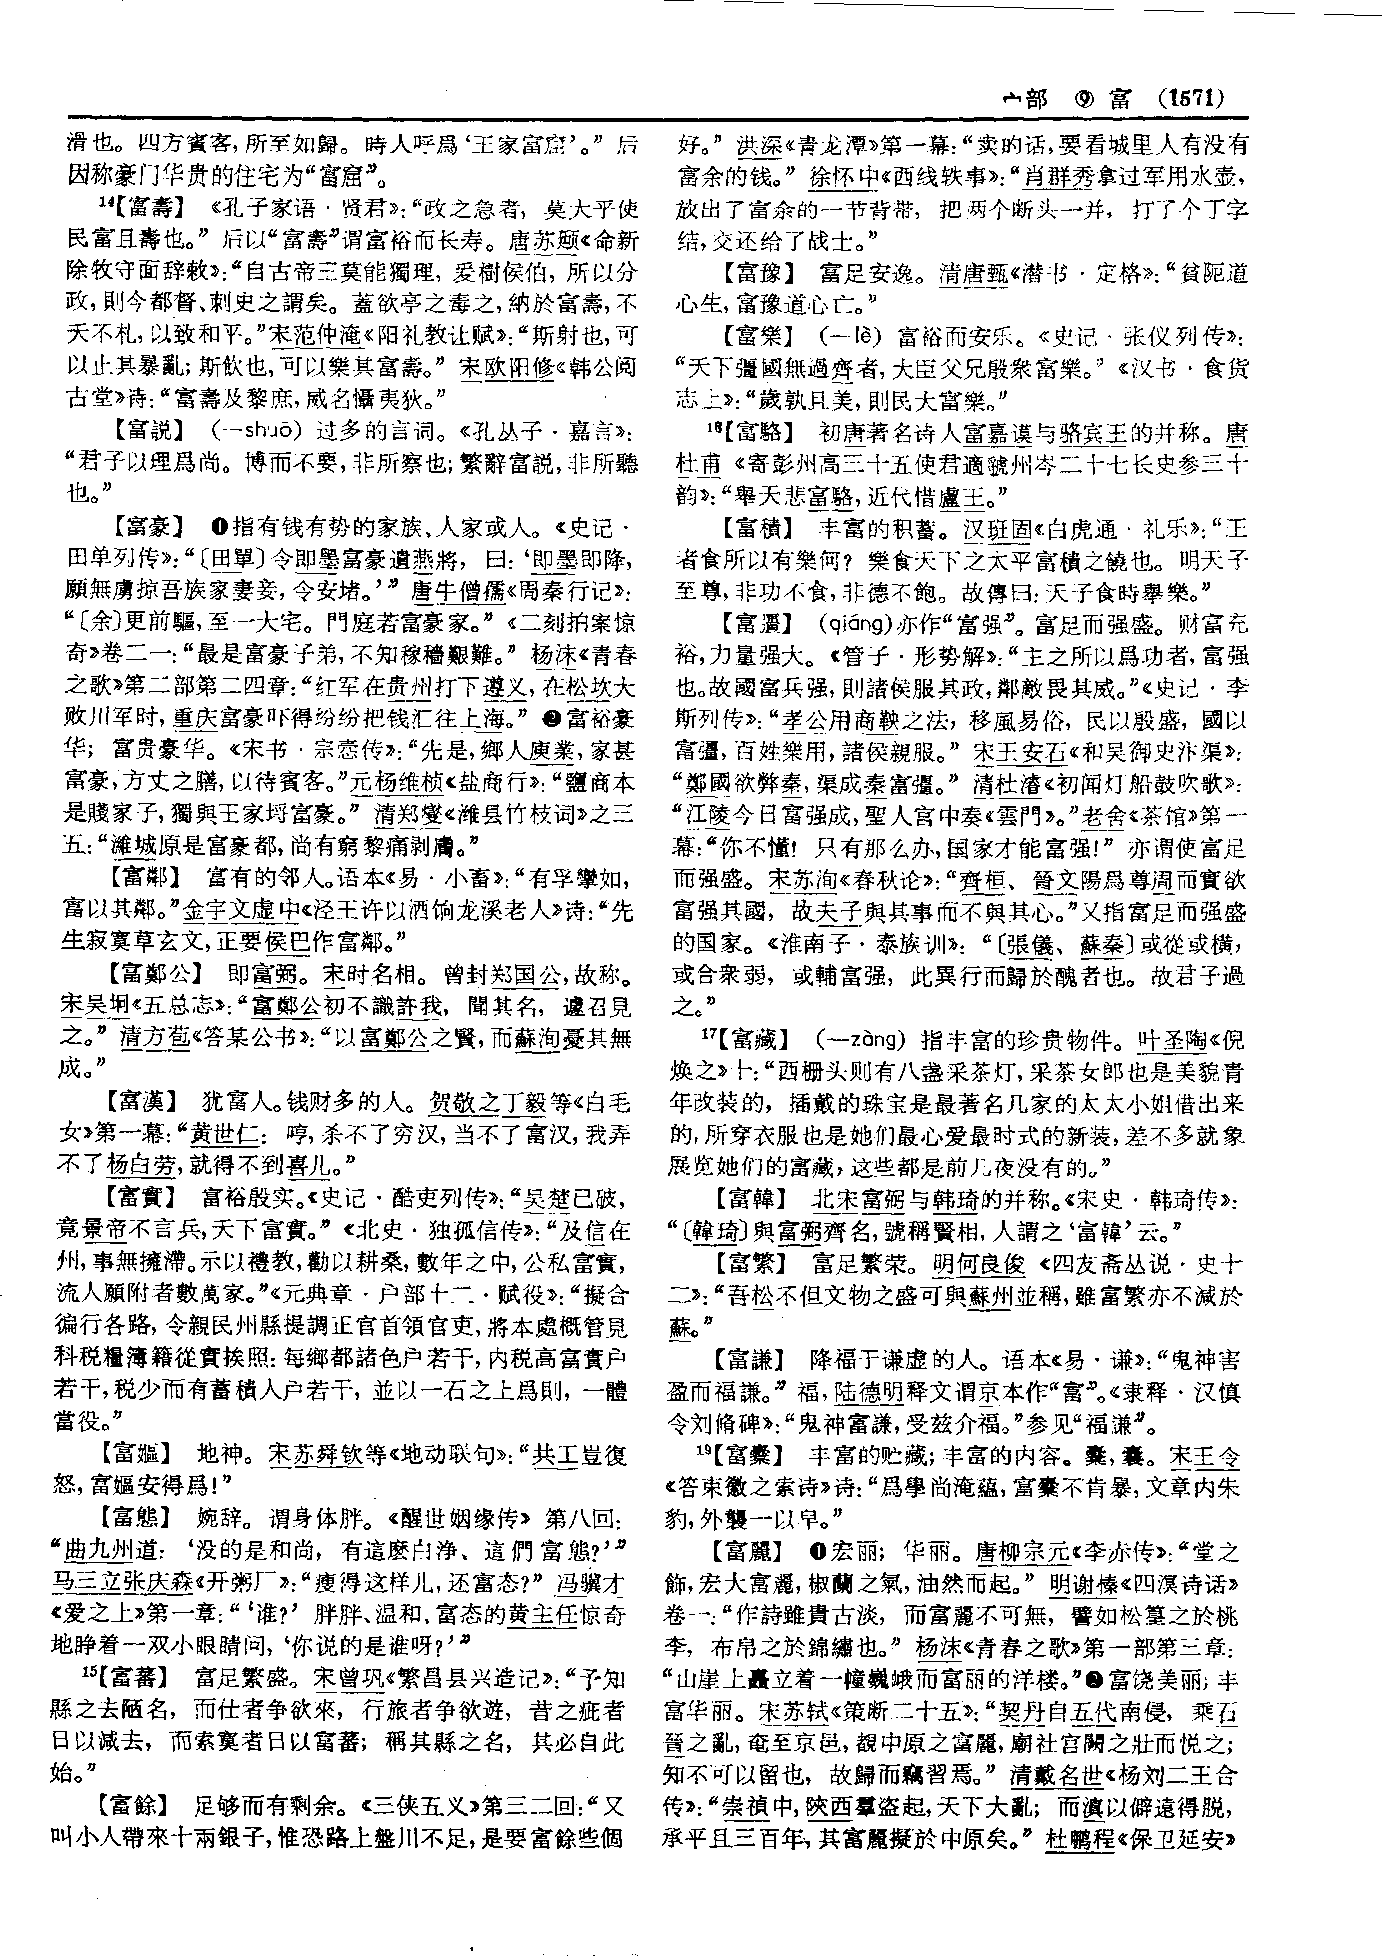 宀部 ⑨ 富 (1571)
滑也。四方賓客，所至如歸。時人呼爲‘王家富窟’。”后
因称豪门华贵的住宅为“富窟”。
14【富壽】 《孔子家语·贤君》：“政之急者，莫大乎使
民富且壽也。”后以“富壽”谓富裕而长寿。唐苏颋《命新
除牧守面辞敕》：“自古帝王莫能獨理，爰樹侯伯，所以分
政，則今都督、刺史之謂矣。蓋欲亭之毒之，納於富壽，不
夭不札，以致和平。”宋范仲淹《阳礼教让赋》：“斯射也，可
以止其暴亂；斯飲也，可以樂其富壽。”宋欧阳修《韩公阅
古堂》诗：“富壽及黎庶，威名懾夷狄。”
【富説】 （—shuō）过多的言词。《孔丛子·嘉言》：
“君子以理爲尚。博而不要，非所察也；繁辭富説，非所聽
也。”
【富豪】 ❶指有钱有势的家族、人家或人。《史记·
田单列传》：“〔田單〕令即墨富豪遺燕將，曰：‘即墨即降，
願無虜掠吾族家妻妾，令安堵。’”唐牛僧孺《周秦行记》：
“〔余〕更前驅，至一大宅。門庭若富豪家。”《二刻拍案惊
奇》卷二一：“最是富豪子弟，不知稼穡艱難。”杨沫《青春
之歌》第二部第二四章：“红军在贵州打下遵义，在松坎大
败川军时，重庆富豪吓得纷纷把钱汇往上海。”❷富裕豪
华；富贵豪华。《宋书·宗悫传》：“先是，鄉人庾業，家甚
富豪，方丈之膳，以待賓客。”元杨维桢《盐商行》：“鹽商本
是賤家子，獨與王家埒富豪。”清郑燮《潍县竹枝词》之三
五：“濰城原是富豪都，尚有窮黎痛剥膚。”
【富鄰】 富有的邻人。语本《易·小畜》：“有孚攣如，
富以其鄰。”金宇文虚中《泾王许以酒饷龙溪老人》诗：“先
生寂寞草玄文，正要侯巴作富鄰。”
【富鄭公】 即富弼。宋时名相。曾封郑国公，故称。
宋吴坰《五总志》：“富鄭公初不識許我，聞其名，遽召見
之。”清方苞《答某公书》：“以富鄭公之賢，而蘇洵憂其無
成。”
【富漢】 犹富人。钱财多的人。贺敬之丁毅等《白毛
女》第一幕：“黄世仁：哼，杀不了穷汉，当不了富汉，我弄
不了杨白劳，就得不到喜儿。”
【富實】 富裕殷实。《史记·酷吏列传》：“吴楚已破，
竟景帝不言兵，天下富實。”《北史·独孤信传》：“及信在
州，事無擁滯。示以禮教，勸以耕桑，數年之中，公私富實，
流人願附者數萬家。”《元典章·户部十二·赋役》：“擬合
徧行各路，令親民州縣提調正官首領官吏，將本處概管見
科税糧簿籍從實挨照：每鄉都諸色户若干，内税高富實户
若干，税少而有蓄積人户若干，並以一石之上爲則，一體
當役。”
【富媪】 地神。宋苏舜钦等《地动联句》：“共工豈復
怒，富媪安得爲！”
【富態】 婉辞。谓身体胖。《醒世姻缘传》第八回：
“曲九州道：‘没的是和尚，有這麽白浄、這們富態？’”
马三立张庆森《开粥厂》：“瘦得这样儿，还富态？”冯骥才
《爱之上》第一章：“‘谁？’胖胖、温和、富态的黄主任惊奇
地睁着一双小眼睛问，‘你说的是谁呀？’”
15【富蕃】 富足繁盛。宋曾巩《繁昌县兴造记》：“予知
縣之去陋名，而仕者争欲來，行旅者争欲遊，昔之疵者
日以减去，而索寞者日以富蕃；稱其縣之名，其必自此
始。”
【富餘】 足够而有剩余。《三侠五义》第三二回：“又
叫小人帶來十兩銀子，惟恐路上盤川不足，是要富餘些個
好。”洪深《青龙潭》第一幕：“卖的话，要看城里人有没有
富余的钱。”徐怀中《西线轶事》：“肖群秀拿过军用水壶，
放出了富余的一节背带，把两个断头一并，打了个丁字
结，交还给了战士。”
【富豫】 富足安逸。清唐甄《潜书·定格》：“貧阨道
心生，富豫道心亡。”
【富樂】 （—lè）富裕而安乐。《史记·张仪列传》：
“天下彊國無過齊者，大臣父兄殷衆富樂。”《汉书·食货
志上》：“歲孰且美，則民大富樂。”
16【富駱】 初唐著名诗人富嘉谟与骆宾王的并称。唐
杜甫《寄彭州高三十五使君適虢州岑二十七长史参三十
韵》：“舉天悲富駱，近代惜盧王。”
【富積】 丰富的积蓄。汉班固《白虎通·礼乐》：“王
者食所以有樂何？樂食天下之太平富積之饒也。明天子
至尊，非功不食，非德不飽。故傳曰：天子食時舉樂。”
【富彊】 （qiáng）亦作“富强”。富足而强盛。财富充
裕，力量强大。《管子·形势解》：“主之所以爲功者，富强
也。故國富兵强，則諸侯服其政，鄰敵畏其威。”《史记·李
斯列传》：“孝公用商鞅之法，移風易俗，民以殷盛，國以
富彊，百姓樂用，諸侯親服。”宋王安石《和吴御史汴渠》：
“鄭國欲弊秦，渠成秦富彊。”清杜濬《初闻灯船鼓吹歌》：
“江陵今日富强成，聖人宫中奏《雲門》。”老舍《茶馆》第一
幕：“你不懂！只有那么办，国家才能富强！”亦谓使富足
而强盛。宋苏洵《春秋论》：“齊桓、晉文陽爲尊周而實欲
富强其國，故夫子與其事而不與其心。”又指富足而强盛
的国家。《淮南子·泰族训》：“〔張儀、蘇秦〕或從或横，
或合衆弱，或輔富强，此異行而歸於醜者也。故君子過
之。”
17【富藏】 （—zàng）指丰富的珍贵物件。叶圣陶《倪
焕之》十：“西栅头则有八盏采茶灯，采茶女郎也是美貌青
年改装的，插戴的珠宝是最著名几家的太太小姐借出来
的，所穿衣服也是她们最心爱最时式的新装，差不多就象
展览她们的富藏，这些都是前几夜没有的。”
【富韓】 北宋富弼与韩琦的并称。《宋史·韩琦传》：
“〔韓琦〕與富弼齊名，號稱賢相，人謂之‘富韓’云。”
【富繁】 富足繁荣。明何良俊《四友斋丛说·史十
二》：“吾松不但文物之盛可與蘇州並稱，雖富繁亦不減於
蘇。”
【富謙】 降福于谦虚的人。语本《易·谦》：“鬼神害
盈而福謙。”福，陆德明释文谓京本作“富”。《隶释·汉慎
令刘脩碑》：“鬼神富謙，受兹介福。”参见“福谦”。
19【富櫜】 丰富的贮藏；丰富的内容。櫜，囊。宋王令
《答束徽之索诗》诗：“爲學尚淹蘊，富櫜不肯暴，文章内朱
豹，外襲一以皁。”
【富麗】 ❶宏丽；华丽。唐柳宗元《李赤传》：“堂之
飾，宏大富麗，椒蘭之氣，油然而起。”明谢榛《四溟诗话》
卷一：“作詩雖貴古淡，而富麗不可無，譬如松篁之於桃
李，布帛之於錦繡也。”杨沫《青春之歌》第一部第三章：
“山崖上矗立着一幢巍峨而富丽的洋楼。”❷富饶美丽；丰
富华丽。宋苏轼《策断二十五》：“契丹自五代南侵，乘石
晉之亂，奄至京邑，覩中原之富麗，廟社宫闕之壯而悦之；
知不可以留也，故歸而竊習焉。”清戴名世《杨刘二王合
传》：“崇禎中，陝西羣盗起，天下大亂；而滇以僻遠得脱，
承平且三百年，其富麗擬於中原矣。”杜鹏程《保卫延安》